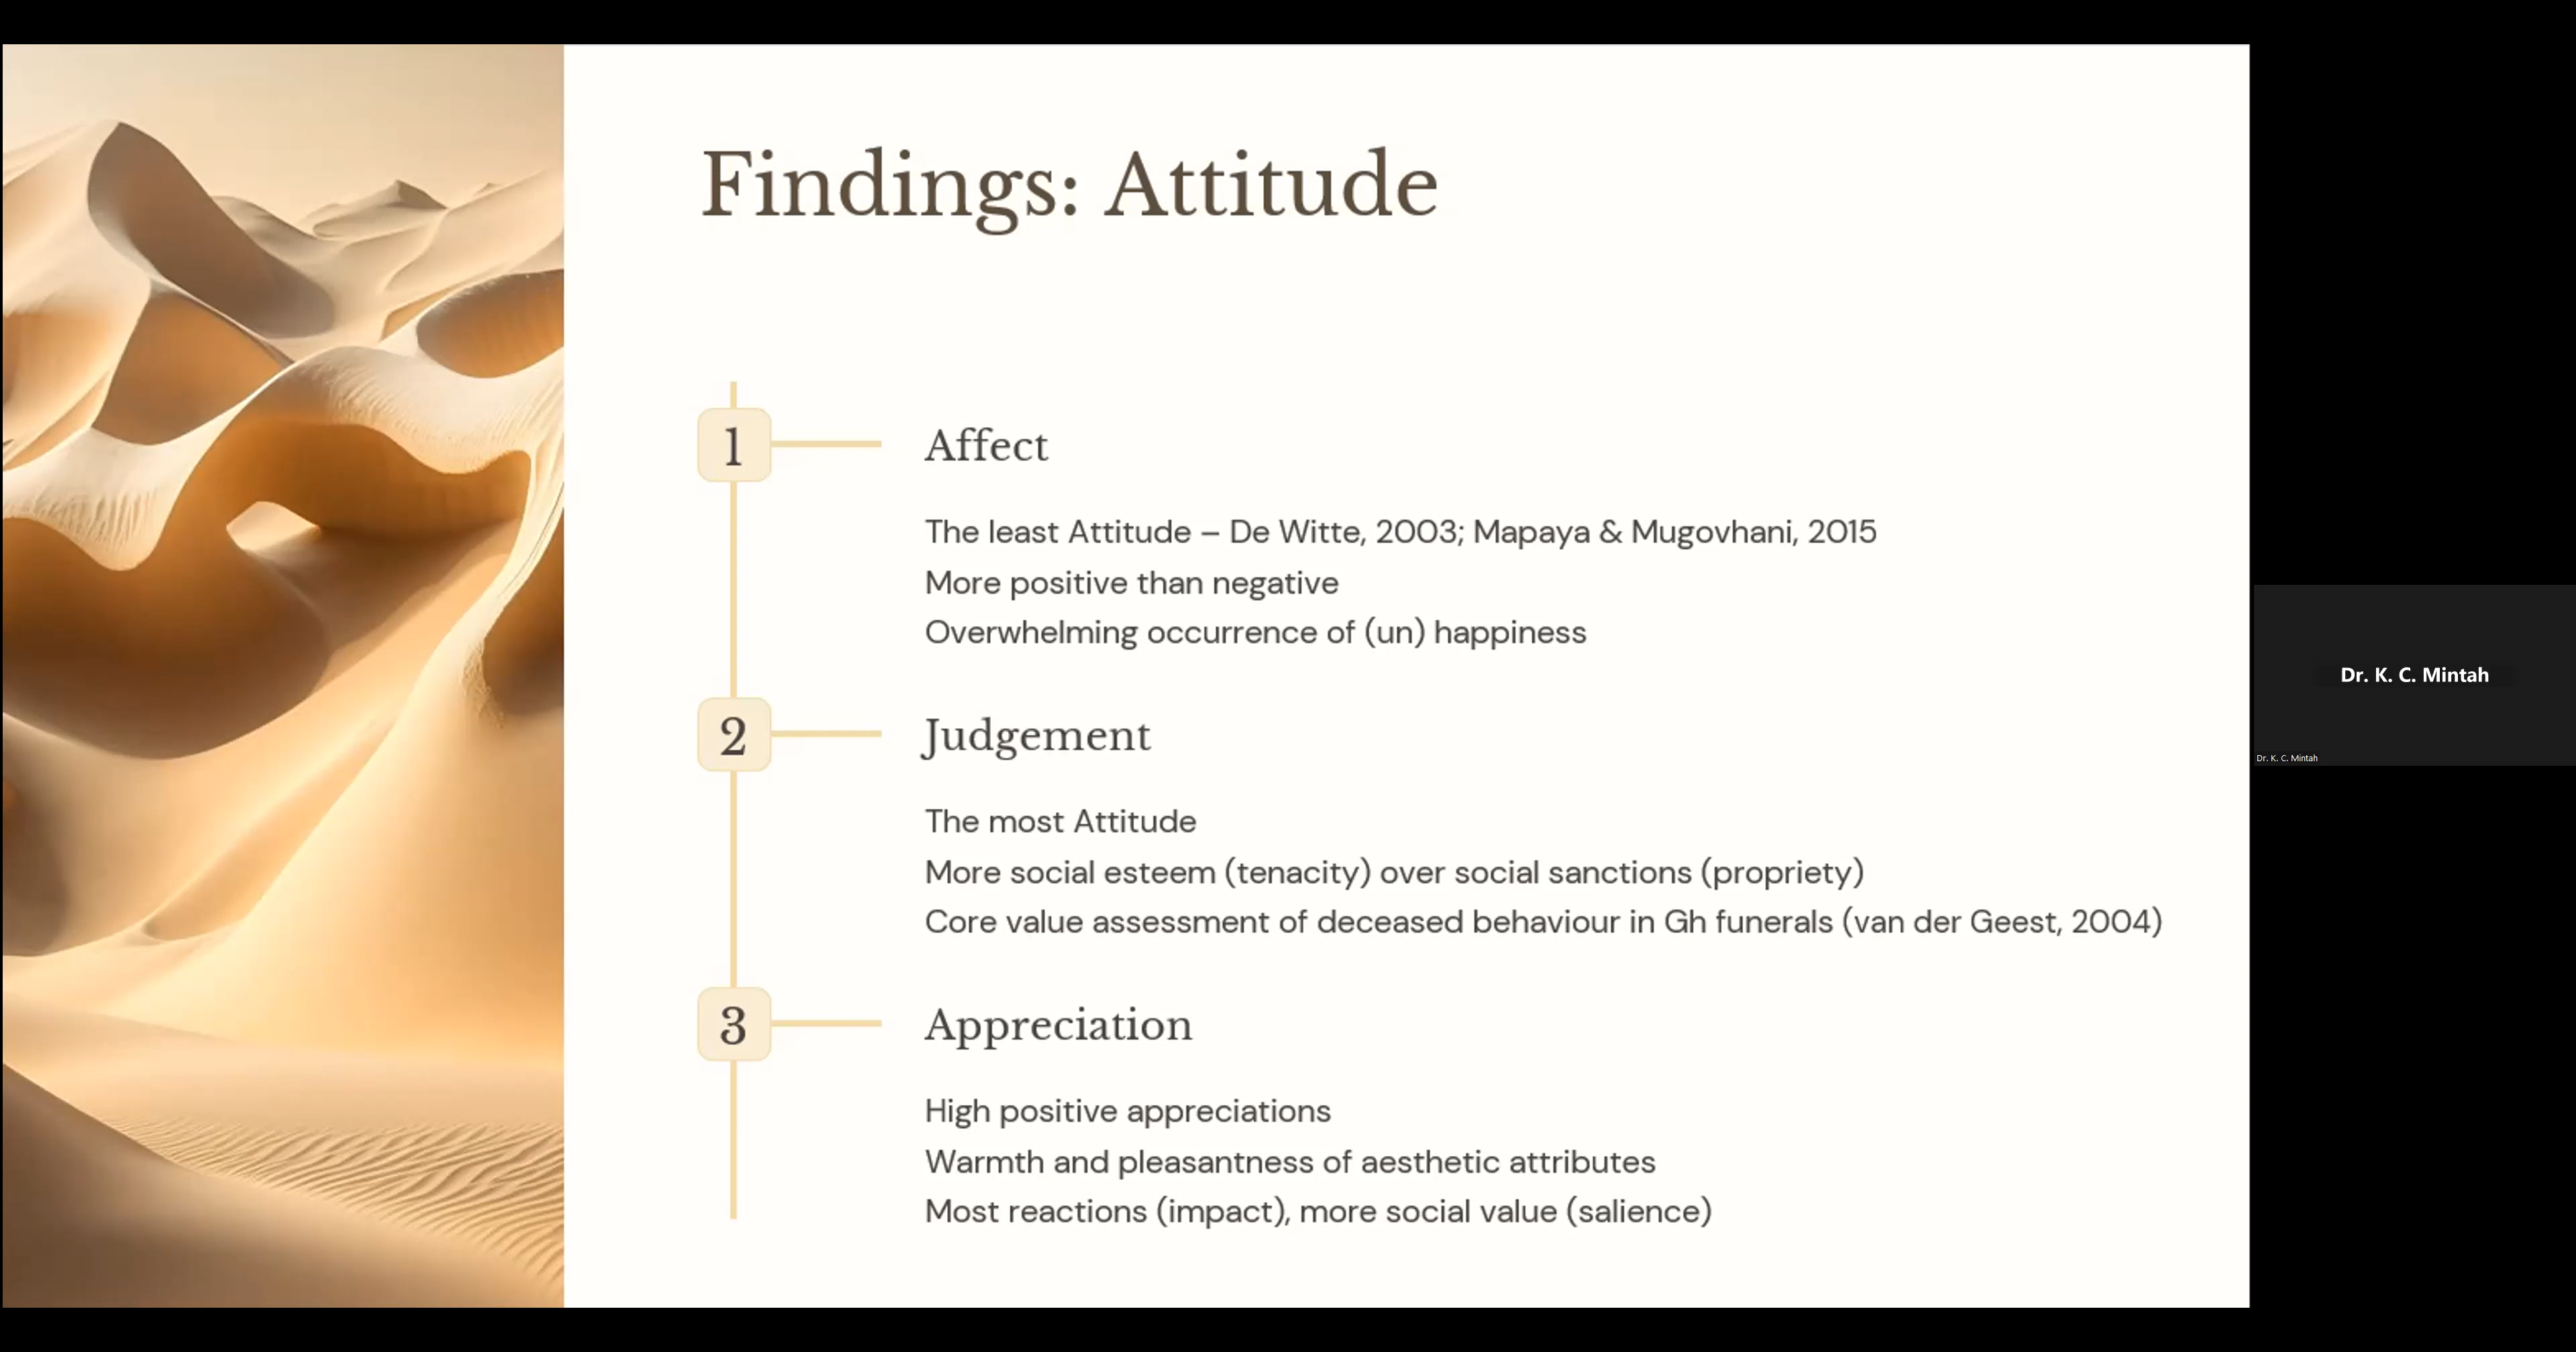 Findings: Attitude
1
Affect
The least Attitude – De Witte, 2003; Mapaya & Mugovhani, 2015
More positive than negative
Overwhelming occurrence of (un) happiness
2
Judgement
The most Attitude
More social esteem (tenacity) over social sanctions (propriety)
Core value assessment of deceased behaviour in Gh funerals (van der Geest, 2004)
3
Appreciation
High positive appreciations
Warmth and pleasantness of aesthetic attributes
Most reactions (impact), more social value (salience)
Dr. K. C. Mintah
Dr. K. C. Mintah